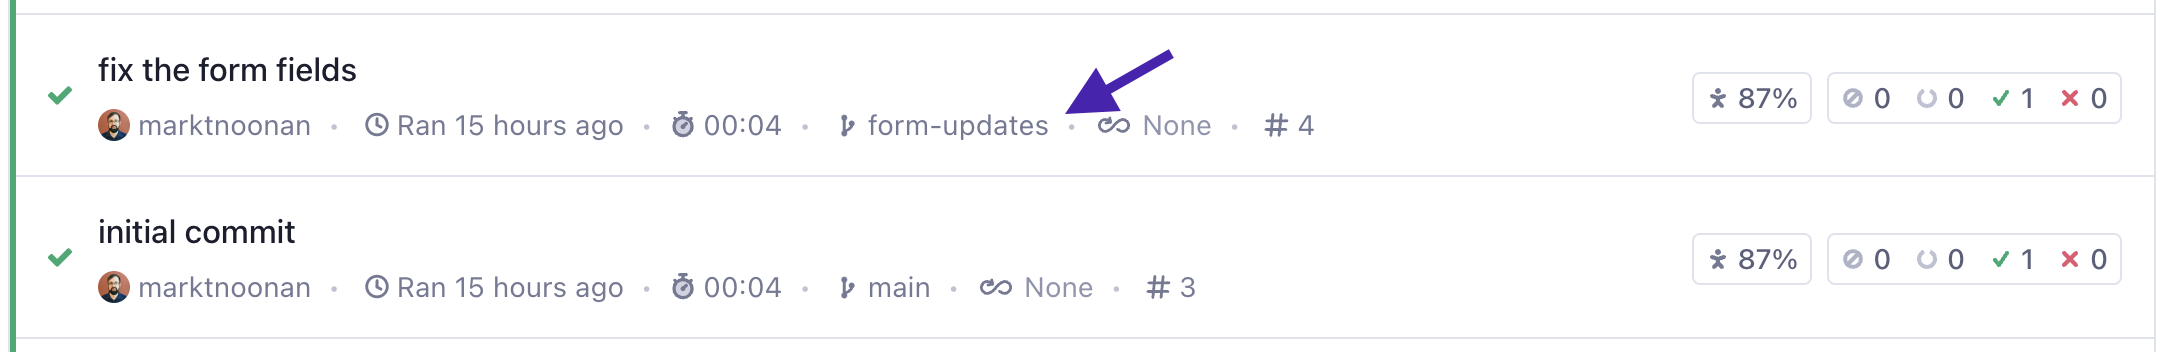 fix the form fields
marktnoonan • Ran 15 hours ago • 00:04 • form-updates • None • # 4
87% 0 0 1 0
initial commit
marktnoonan • Ran 15 hours ago • 00:04 • main • None • # 3
87% 0 0 1 0